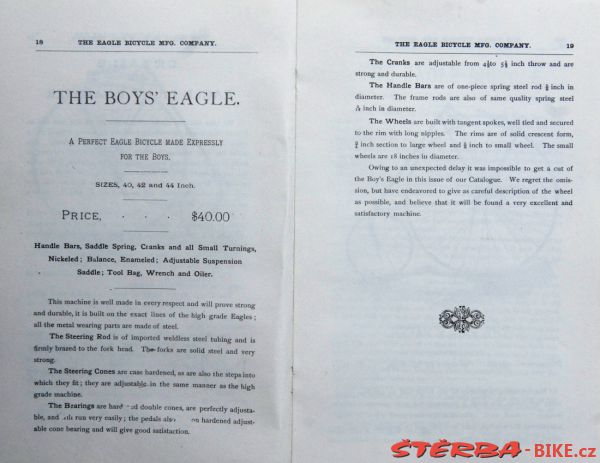 18 THE EAGLE BICYCLE MFG. COMPANY.
THE BOYS' EAGLE.
A PERFECT EAGLE BICYCLE MADE EXPRESSLY
FOR THE BOYS.
SIZES, 40, 42 and 44 Inch.
PRICE, · · · $40.00
Handle Bars, Saddle Spring, Cranks and all Small Turnings,
Nickeled; Balance, Enameled; Adjustable Suspension
Saddle; Tool Bag, Wrench and Oiler.
This machine is well made in every respect and will prove strong
and durable, it is built on the exact lines of the high grade Eagles;
all the metal wearing parts are made of steel.
The Steering Rod is of imported weldless steel tubing and is
firmly brazed to the fork head. The forks are solid steel and very
strong.
The Steering Cones are case hardened, as are also the steps into
which they fit; they are adjustable in the same manner as the high
grade machine.
The Bearings are double cones, are perfectly adjusta-
ble, and run very easily; the pedals hardened adjust-
able cone bearing and will give good satisfaction.
THE EAGLE BICYCLE MFG. COMPANY. 19
The Cranks are adjustable from to inch throw and are
strong and durable.
The Handle Bars are of one-piece spring steel rod inch in
diameter. The frame rods are also of same quality spring steel
inch in diameter.
The Wheels are built with tangent spokes, well tied and secured
to the rim with long nipples. The rims are of solid crescent form,
inch section to large wheel and inch to small wheel. The small
wheels are 18 inches in diameter.
Owing to an unexpected delay it was impossible to get a cut of
the Boy's Eagle in this issue of our Catalogue. We regret the omis-
sion, but have endeavored to give as careful description of the wheel
as possible, and believe that it will be found a very excellent and
satisfactory machine.
ŠTĚRBA-BIKE.cz